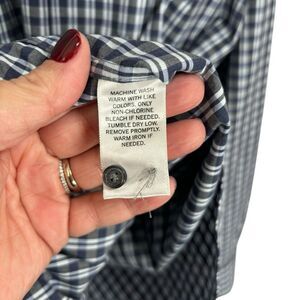 MACHINE WASH
WARM WITH LIKE
COLORS. ONLY
NON-CHLORINE
BLEACH IF NEEDED.
TUMBLE DRY LOW.
REMOVE PROMPTLY.
WARM IRON IF
NEEDED.